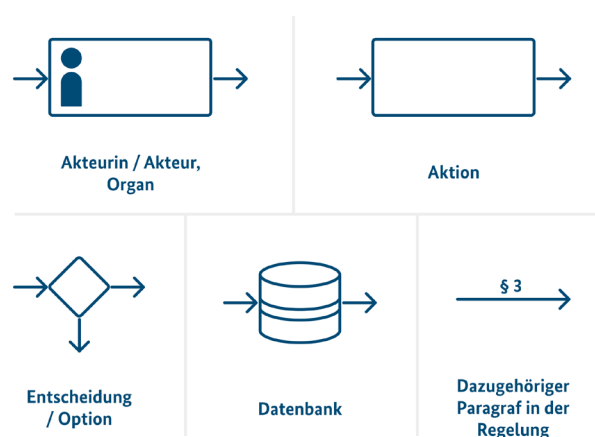 Akteurin / Akteur,
Organ
Aktion
Entscheidung
/ Option
Datenbank
§ 3
Dazugehöriger
Paragraf in der
Regelung